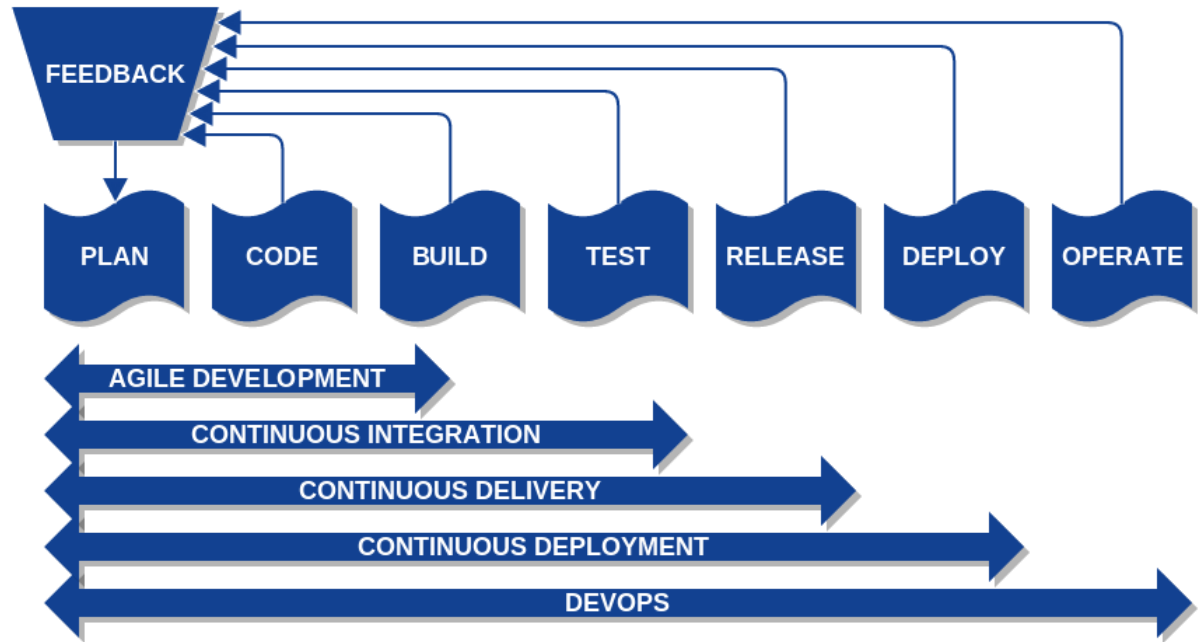 FEEDBACK
PLAN
CODE
BUILD
TEST
RELEASE
DEPLOY
OPERATE
AGILE DEVELOPMENT
CONTINUOUS INTEGRATION
CONTINUOUS DELIVERY
CONTINUOUS DEPLOYMENT
DEVOPS